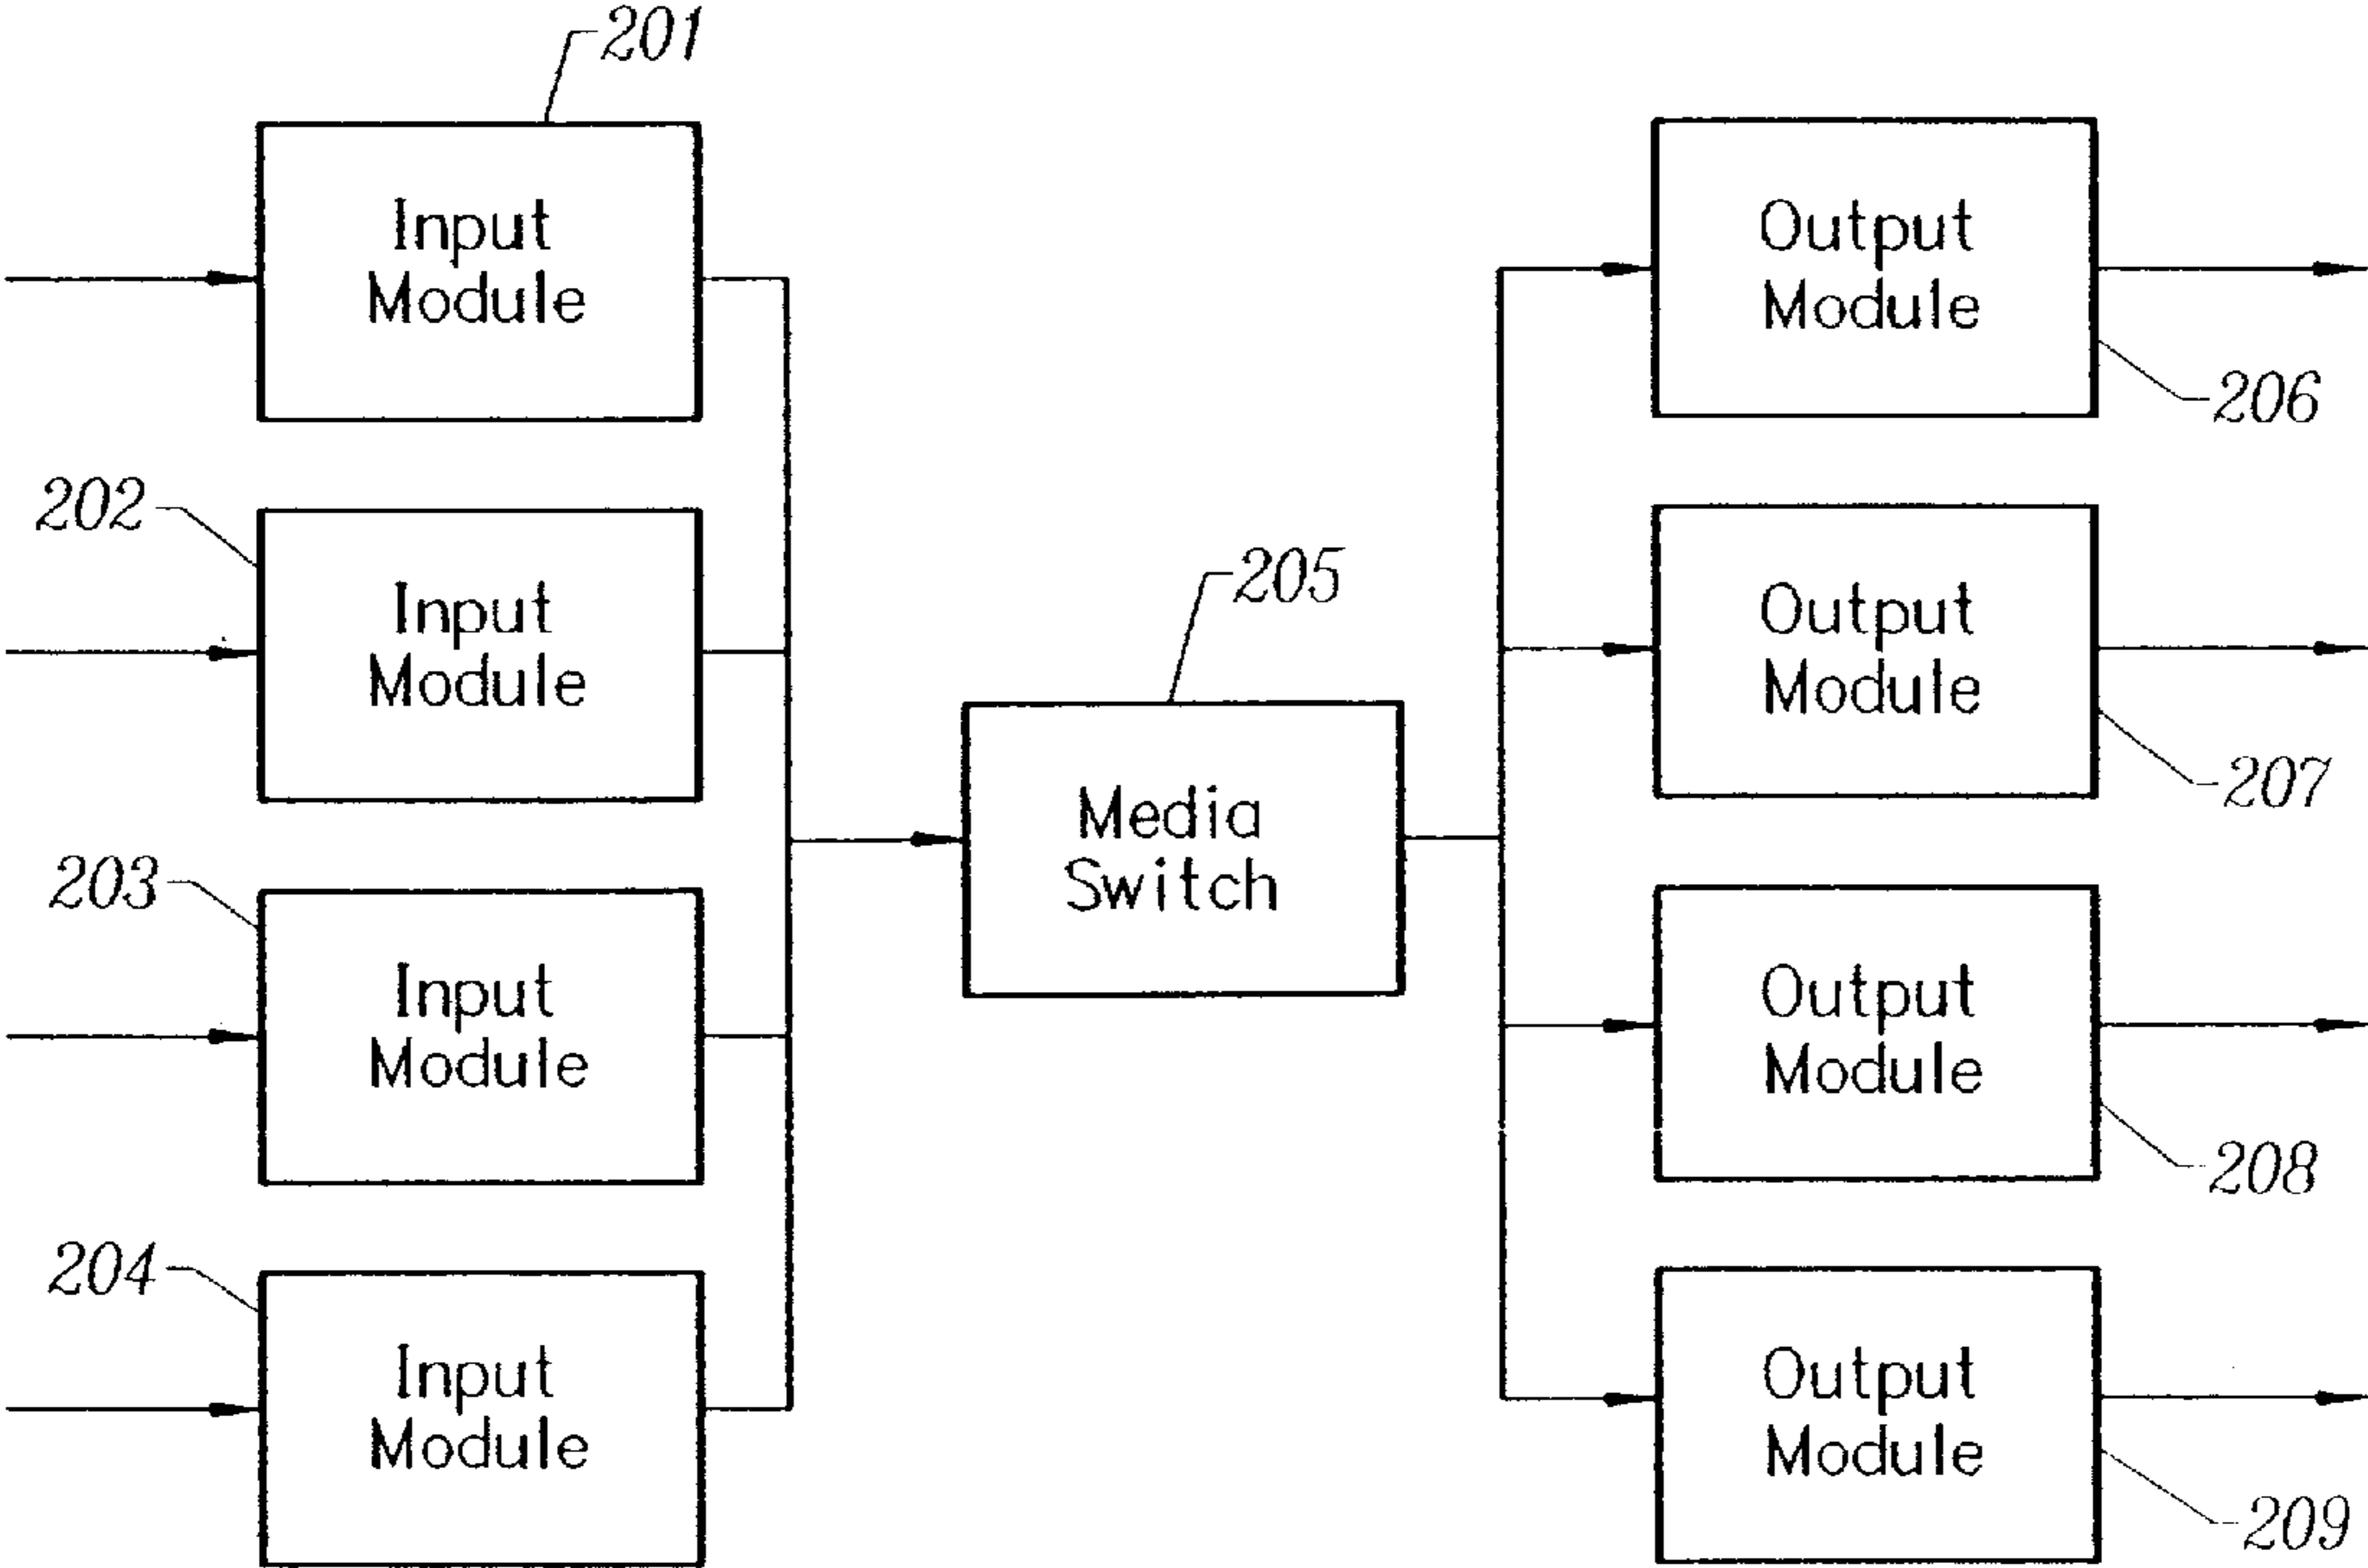 201
Input
Module
202
Input
Module
203
Input
Module
204
Input
Module
205
Media
Switch
Output
Module
206
Output
Module
207
Output
Module
208
Output
Module
209